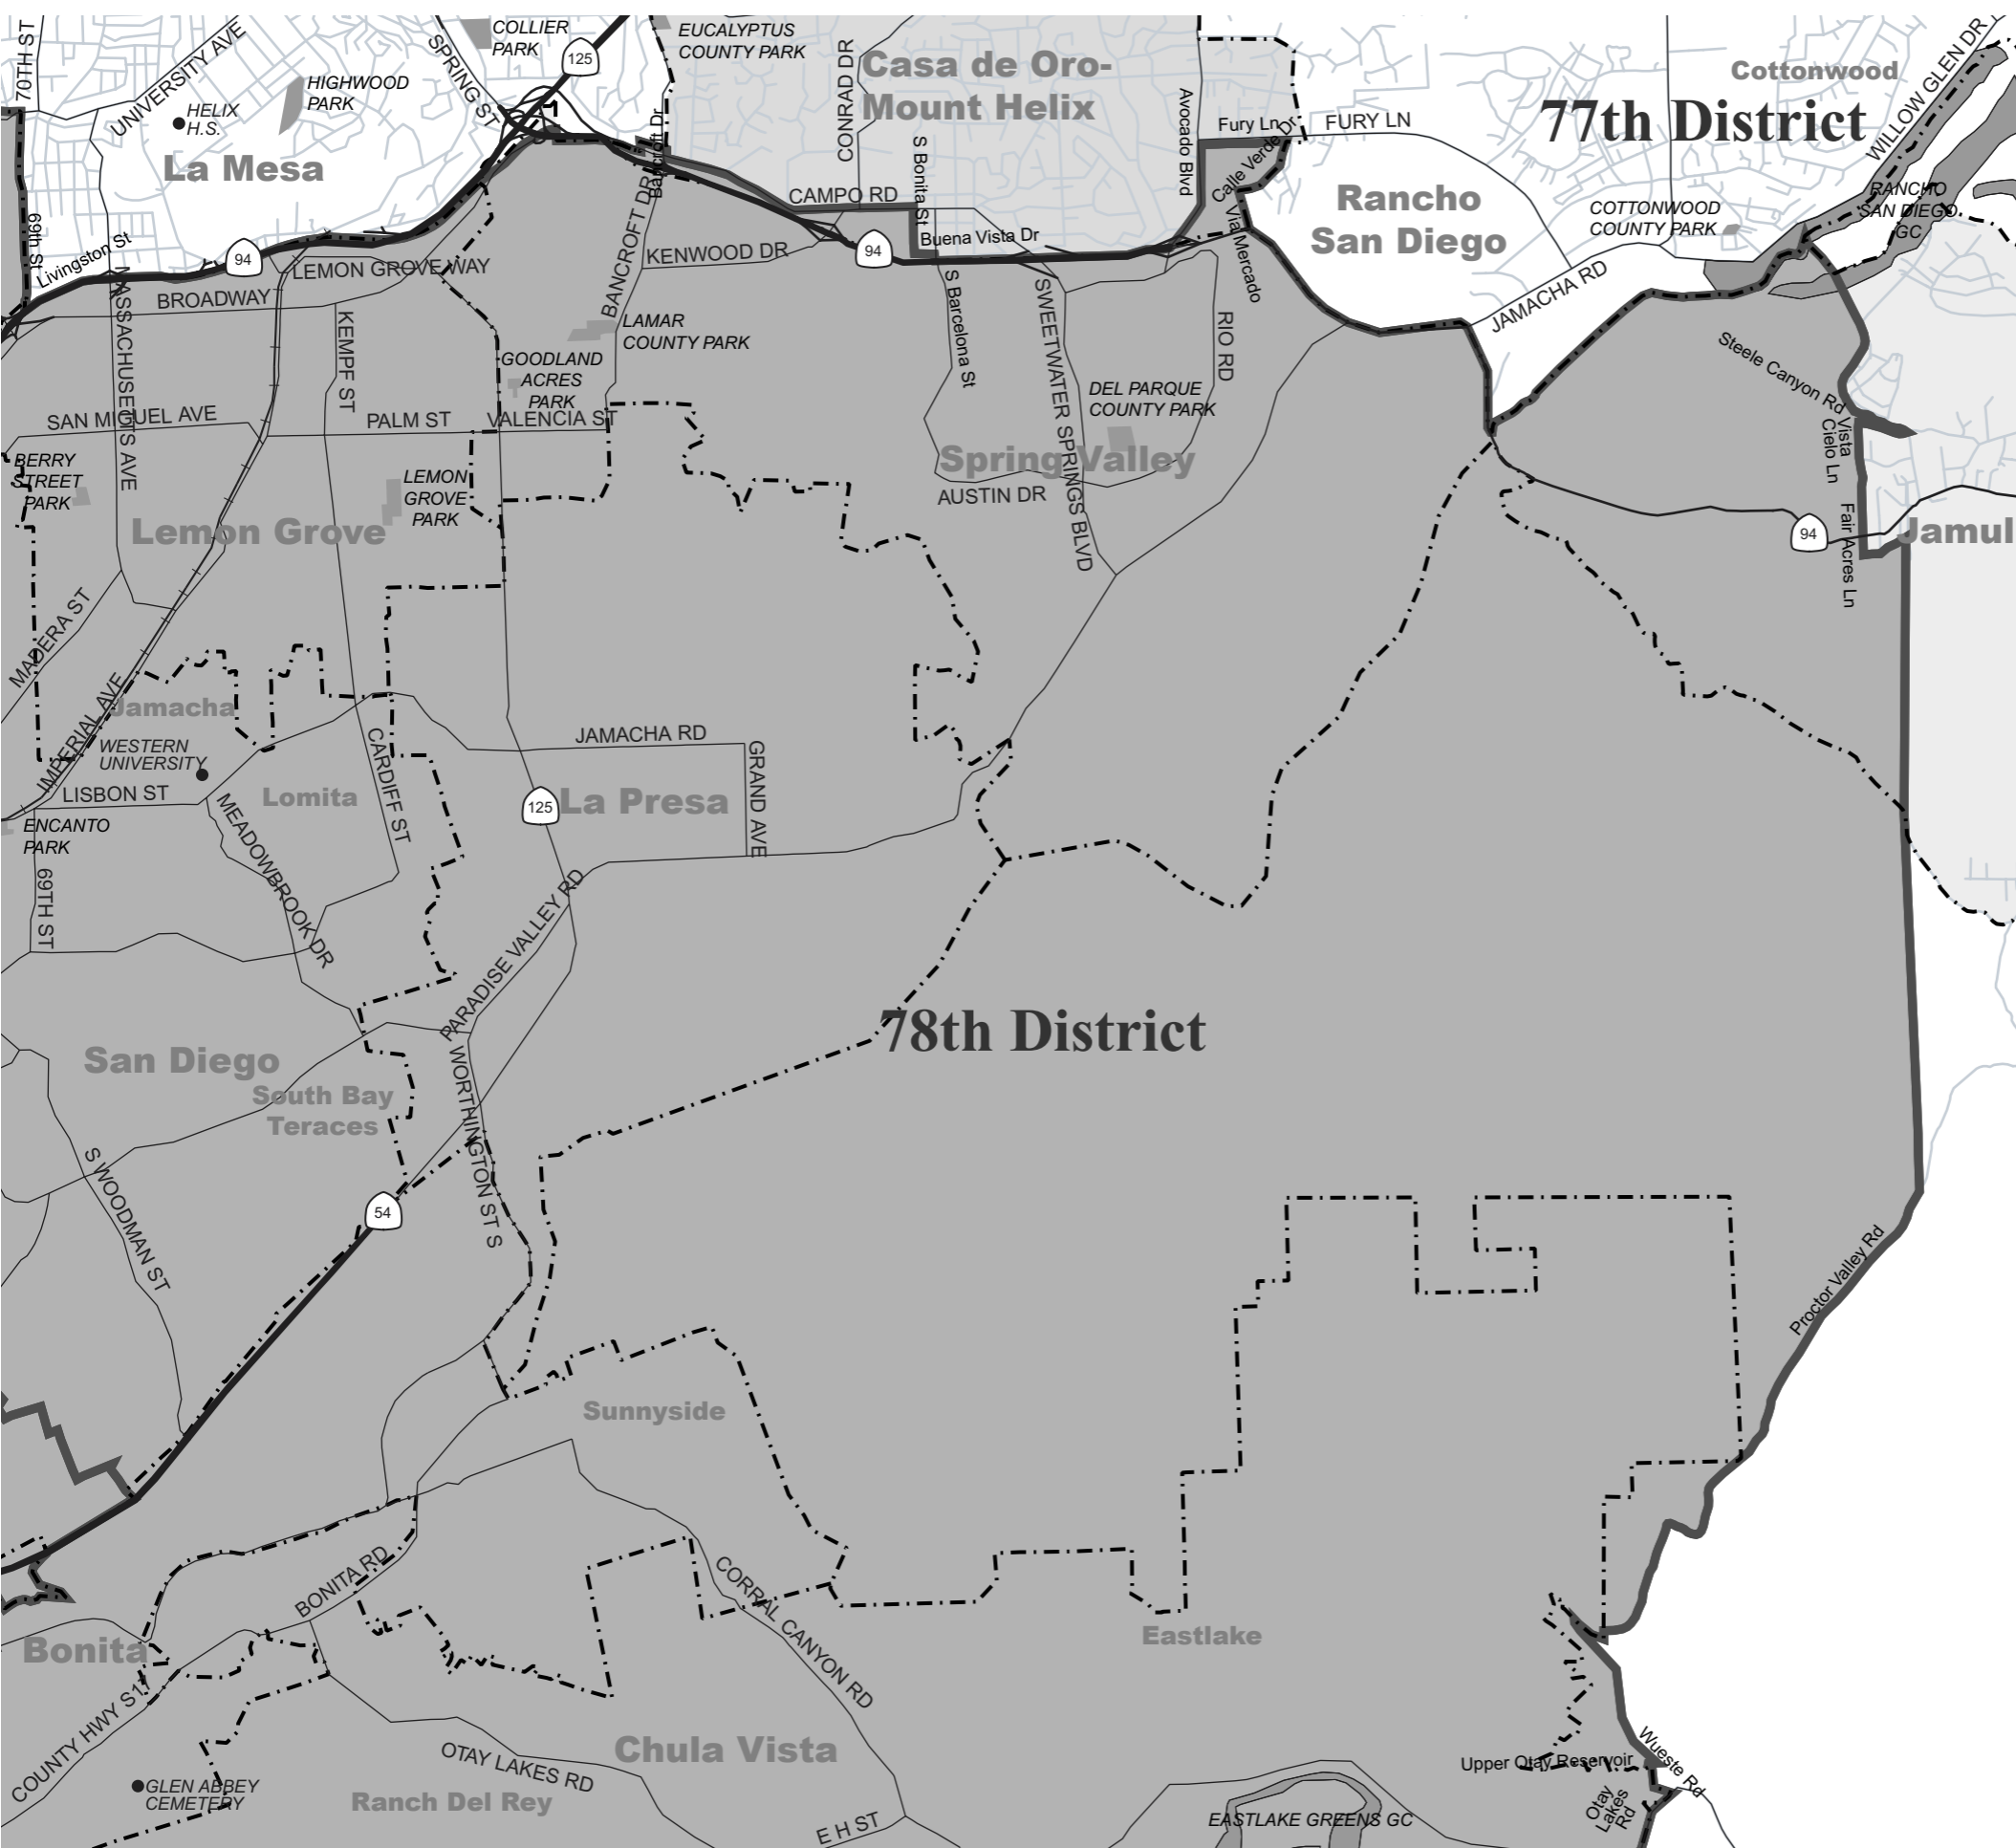 70TH ST
UNIVERSITY AVE
SPRING ST
COLLIER
PARK
125
EUCALYPTUS
COUNTY PARK
CONRAD DR
Casa de Oro-
Mount Helix
Cottonwood
77th District
WILLOW GLEN DR
HIGHWOOD
PARK
HELIX
H.S.
La Mesa
Bancroft Dr
S Bonita St
Avocado Blvd
Fury Ln
FURY LN
Calle Verde Dr
Rancho
San Diego
COTTONWOOD
COUNTY PARK
RANCHO
SAN DIEGO
GC
69th St
Livingston St
94
CAMPO RD
BANCROFT DR
KENWOOD DR
94
Buena Vista Dr
C Via Mercado
JAMACHA RD
LEMON GROVE WAY
BROADWAY
MASSACHUSETTS AVE
KEMPF ST
LAMAR
COUNTY PARK
GOODLAND
ACRES
PARK
S Barcelona St
SWEETWATER SPRINGS BLVD
RIO RD
DEL PARQUE
COUNTY PARK
Steele Canyon Rd
Vista
Cielo Ln
SAN MIGUEL AVE
PALM ST
VALENCIA ST
BERRY
STREET
PARK
LEMON
GROVE
PARK
Spring Valley
AUSTIN DR
Lemon Grove
94
Fair Acres Ln
Jamul
MADERA ST
IMPERIAL AVE
Jamacha
WESTERN
UNIVERSITY
CARDIFF ST
JAMACHA RD
GRAND AVE
LISBON ST
Lomita
125
La Presa
ENCANTO
PARK
MEADOWBROOK DR
69TH ST
PARADISE VALLEY RD
78th District
San Diego
South Bay
Teraces
WORTHINGTON ST S
S WOODMAN ST
54
Proctor Valley Rd
Sunnyside
BONITA RD
CORRAL CANYON RD
Bonita
Eastlake
COUNTY HWY S17
Chula Vista
OTAY LAKES RD
Upper Otay Reservoir
Wueste Rd
Otay
Lakes
Rd
GLEN ABBEY
CEMETERY
Ranch Del Rey
E H ST
EASTLAKE GREENS GC